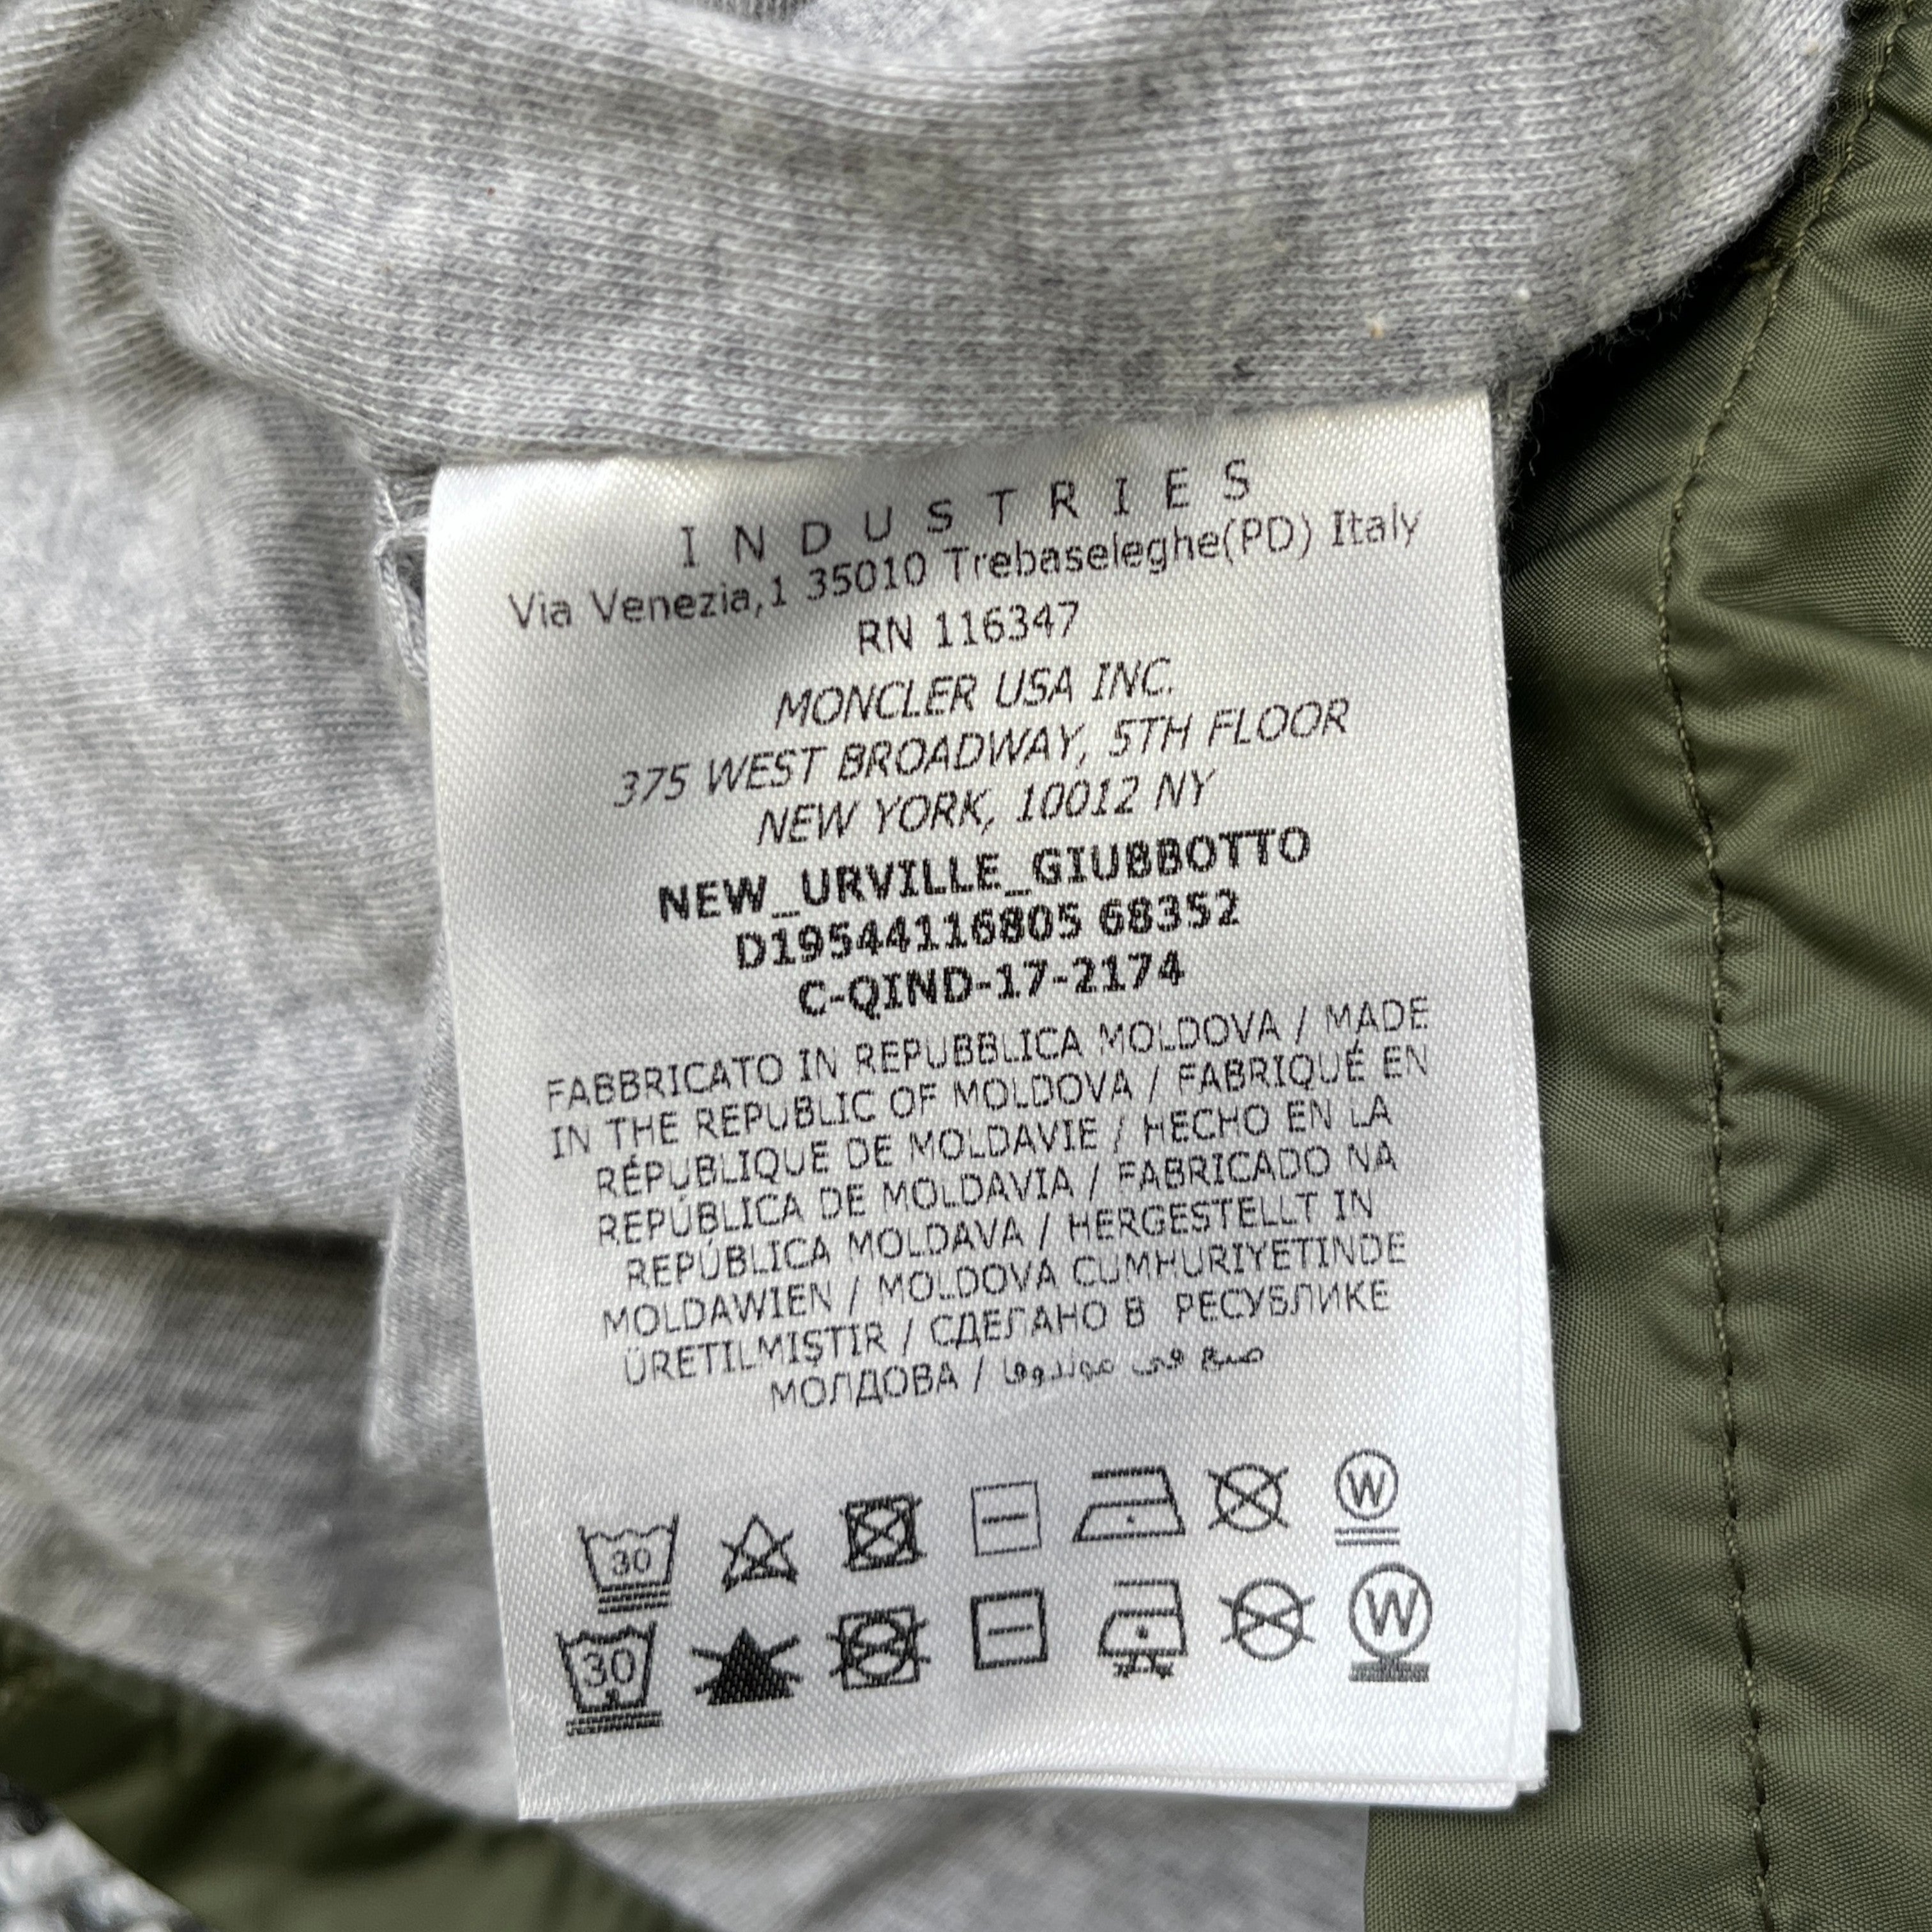 INDUSTRIES
Via Venezia,1 35010 Trebaseleghe(PD) Italy
RN 116347
MONCLER USA INC.
375 WEST BROADWAY, 5TH FLOOR
NEW YORK, 10012 NY
NEW_URVILLE_GIUBBOTTO
D19544116805 68352
C-QIND-17-2174
FABBRICATO IN REPUBBLICA MOLDOVA / MADE
IN THE REPUBLIC OF MOLDOVA / FABRIQUÉ EN
RÉPUBLIQUE DE MOLDAVIE / HECHO EN LA
REPÚBLICA DE MOLDAVIA / FABRICADO NA
REPÚBLICA MOLDAVA / HERGESTELLT IN
MOLDAWIEN / MOLDOVA CUMHURIYETINDE
ÜRETILMIŞTIR / СДЕЛАНО В РЕСУБЛИКЕ
МОЛДОВА / صنع في مولدوفا
30 W
30 W